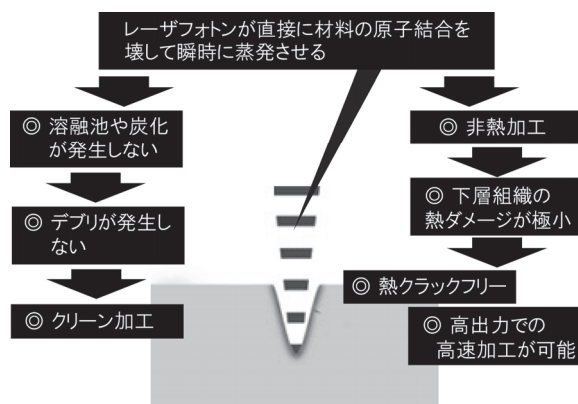 レーザフォトンが直接に材料の原子結合を
壊して瞬時に蒸発させる
◎ 溶融池や炭化
が発生しない
◎ デブリが発生し
ない
◎ クリーン加工
◎ 非熱加工
◎ 下層組織の
熱ダメージが極小
◎ 熱クラックフリー
◎ 高出力での
高速加工が可能